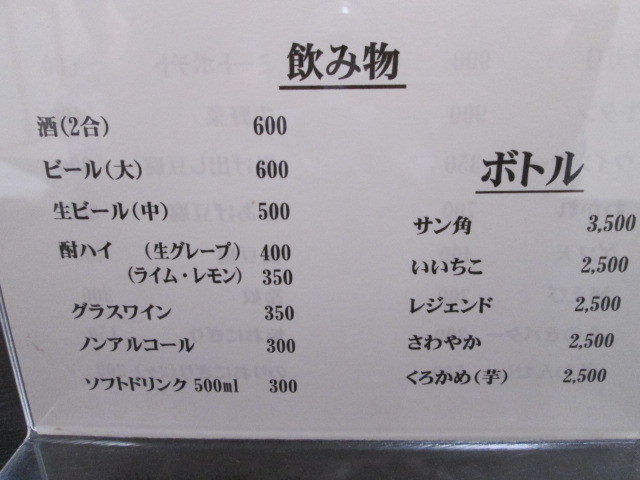 飲み物
酒(2合) 600
ビール(大) 600
生ビール(中) 500
酎ハイ (生グレープ) 400
(ライム・レモン) 350
グラスワイン 350
ノンアルコール 300
ソフトドリンク 500ml 300
ボトル
サン角 3,500
いいちこ 2,500
レジェンド 2,500
さわやか 2,500
くろかめ(芋) 2,500